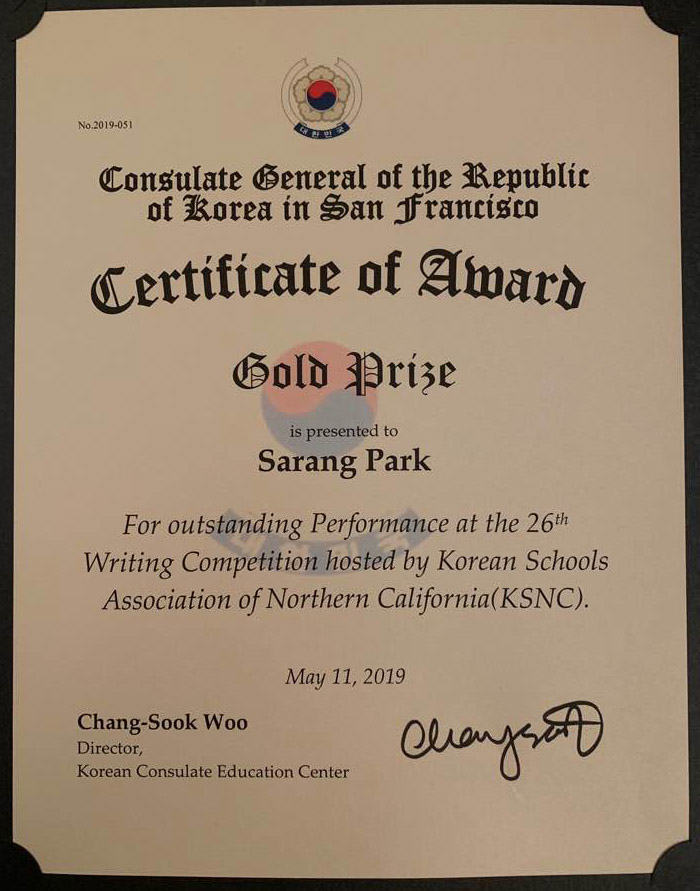 대한민국
No.2019-051
Consulate General of the Republic
of Korea in San Francisco
Certificate of Award
Gold Prize
is presented to
Sarang Park
For outstanding Performance at the 26th
Writing Competition hosted by Korean Schools
Association of Northern California(KSNC).
May 11, 2019
Chang-Sook Woo
Director,
Korean Consulate Education Center